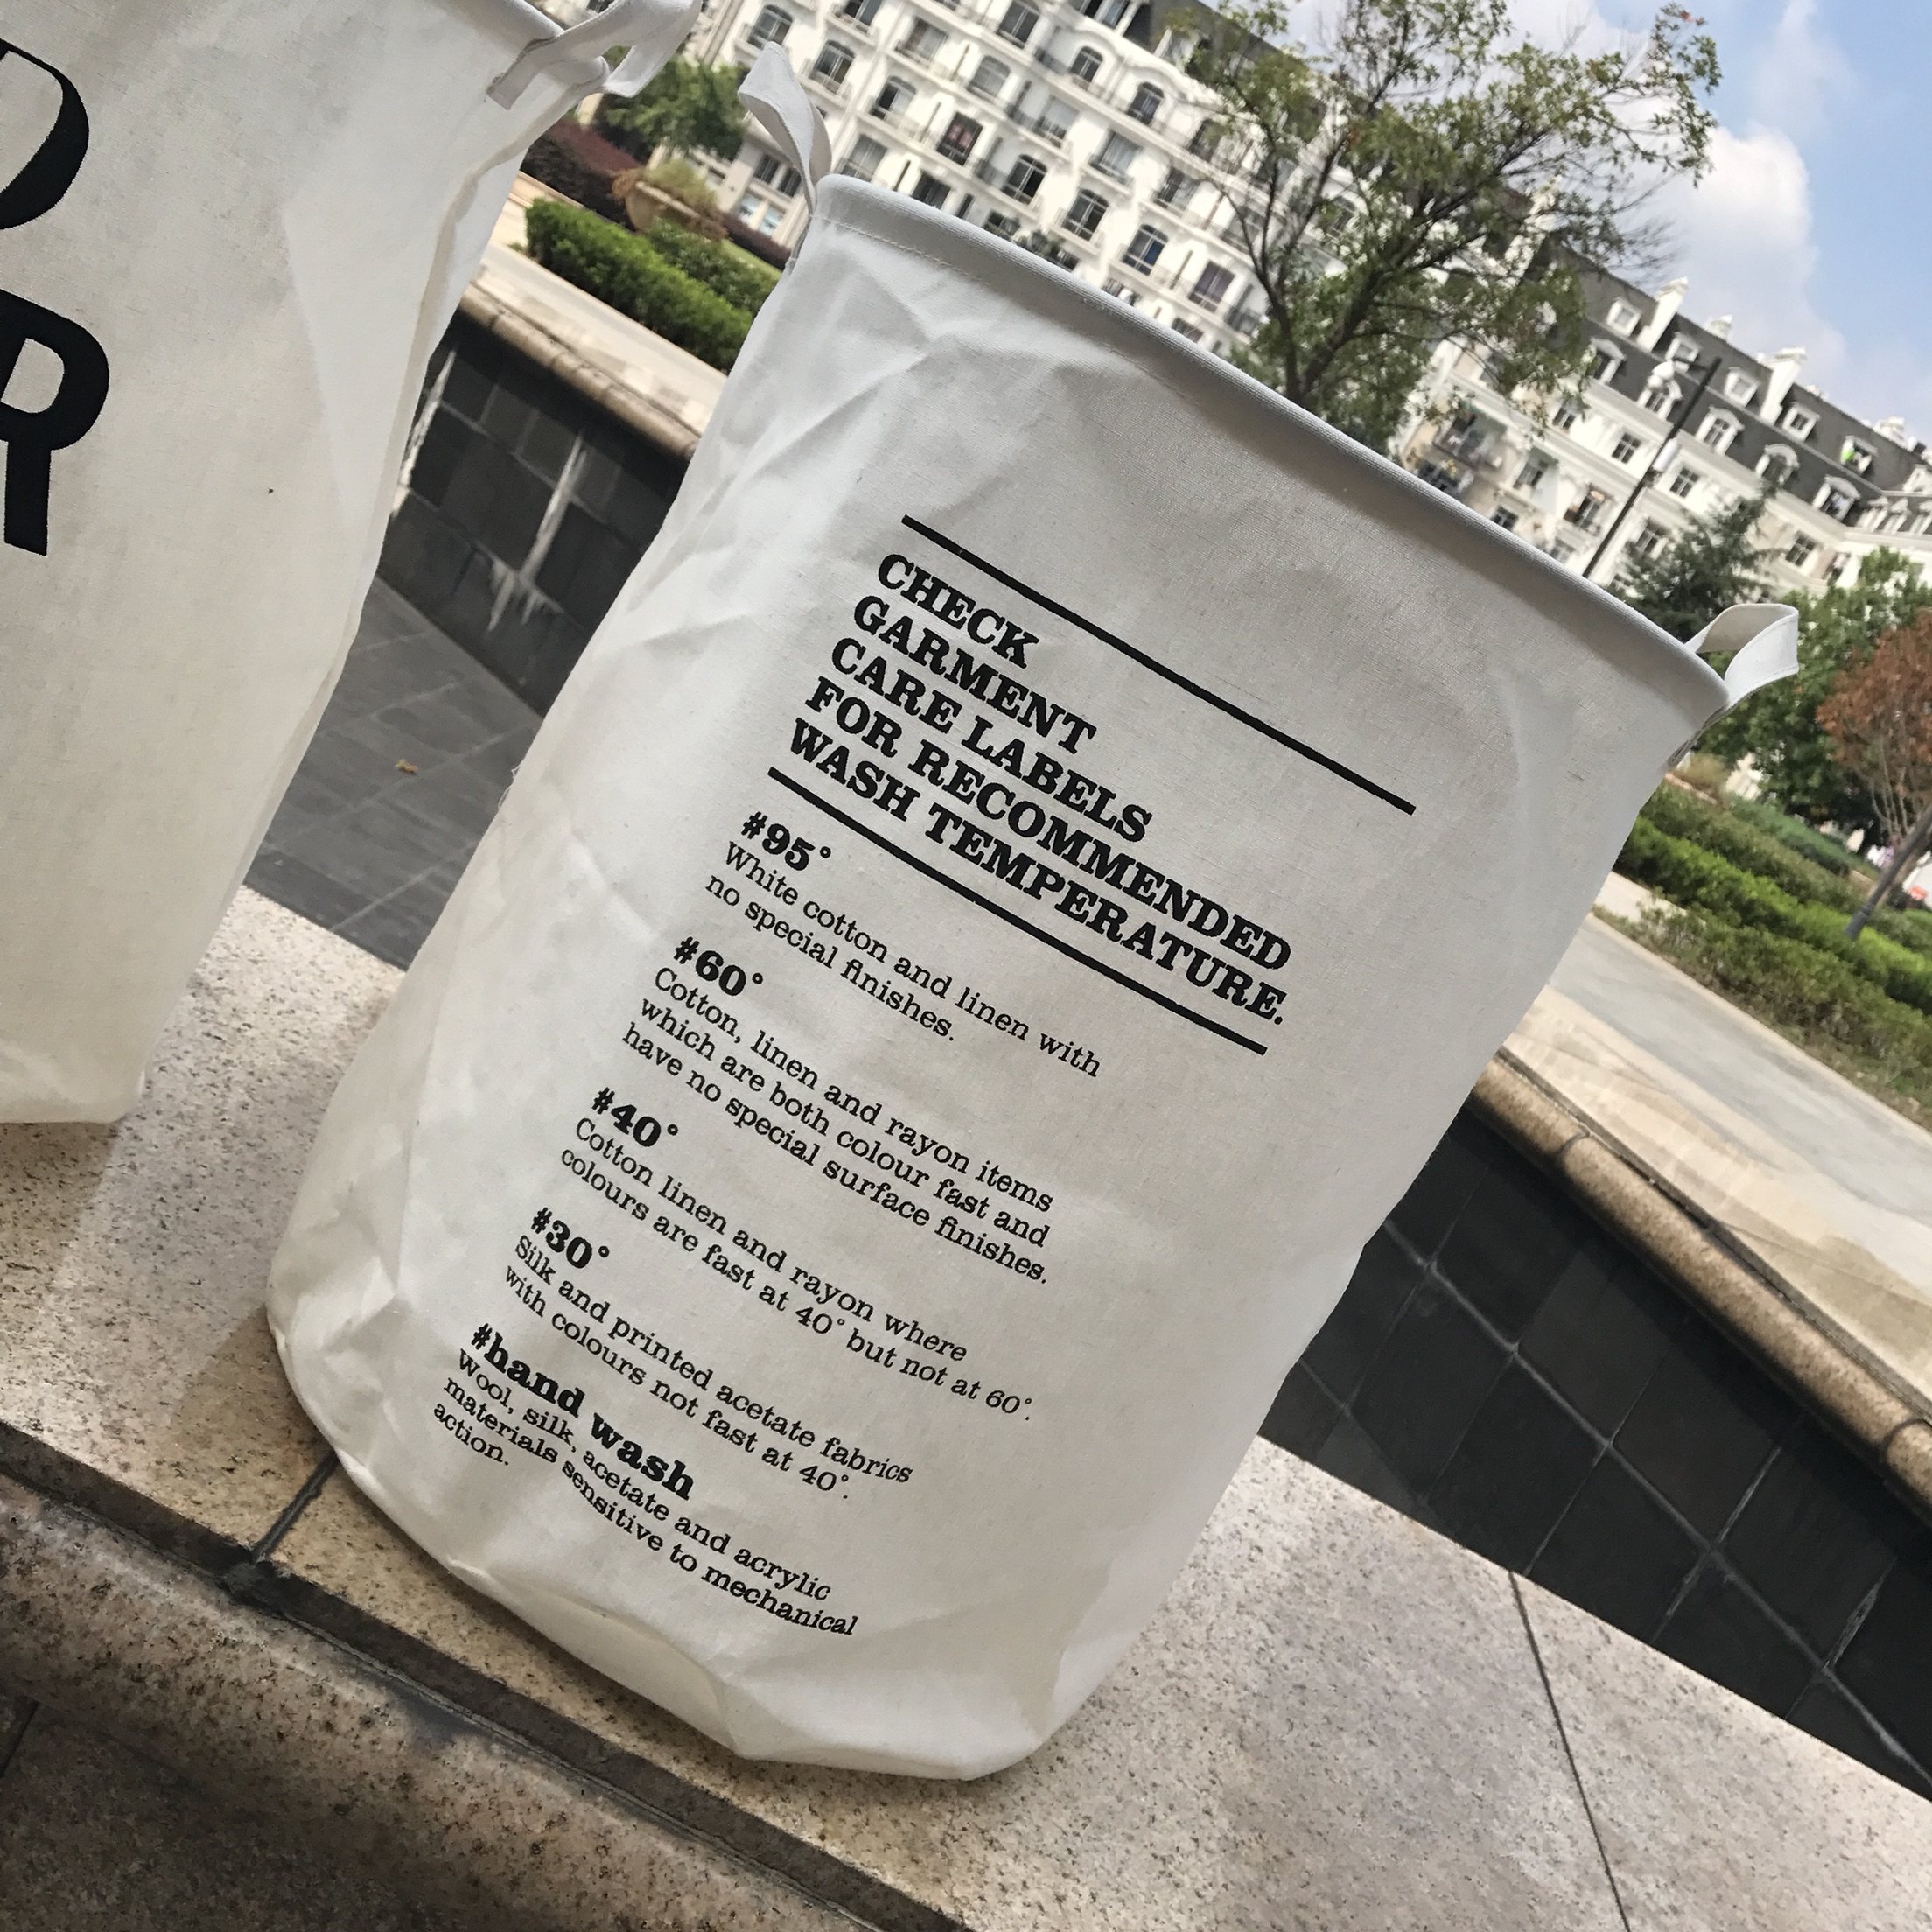 D
R
CHECK
GARMENT
CARE LABELS
FOR RECOMMENDED
WASH TEMPERATURE.
#95°
White cotton and linen with
no special finishes.
#60°
Cotton, linen and rayon items
which are both colour fast and
have no special surface finishes.
#40°
Cotton linen and rayon where
colours are fast at 40° but not at 60°.
#30°
Silk and printed acetate fabrics
with colours not fast at 40°.
#hand wash
Wool, silk, acetate and acrylic
materials sensitive to mechanical
action.